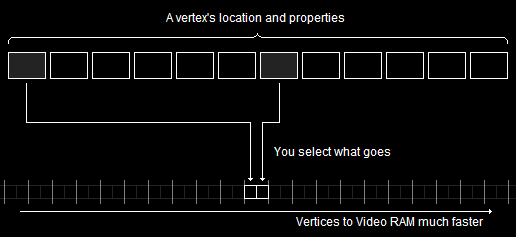 A vertex's location and properties
You select what goes
Vertices to Video RAM much faster